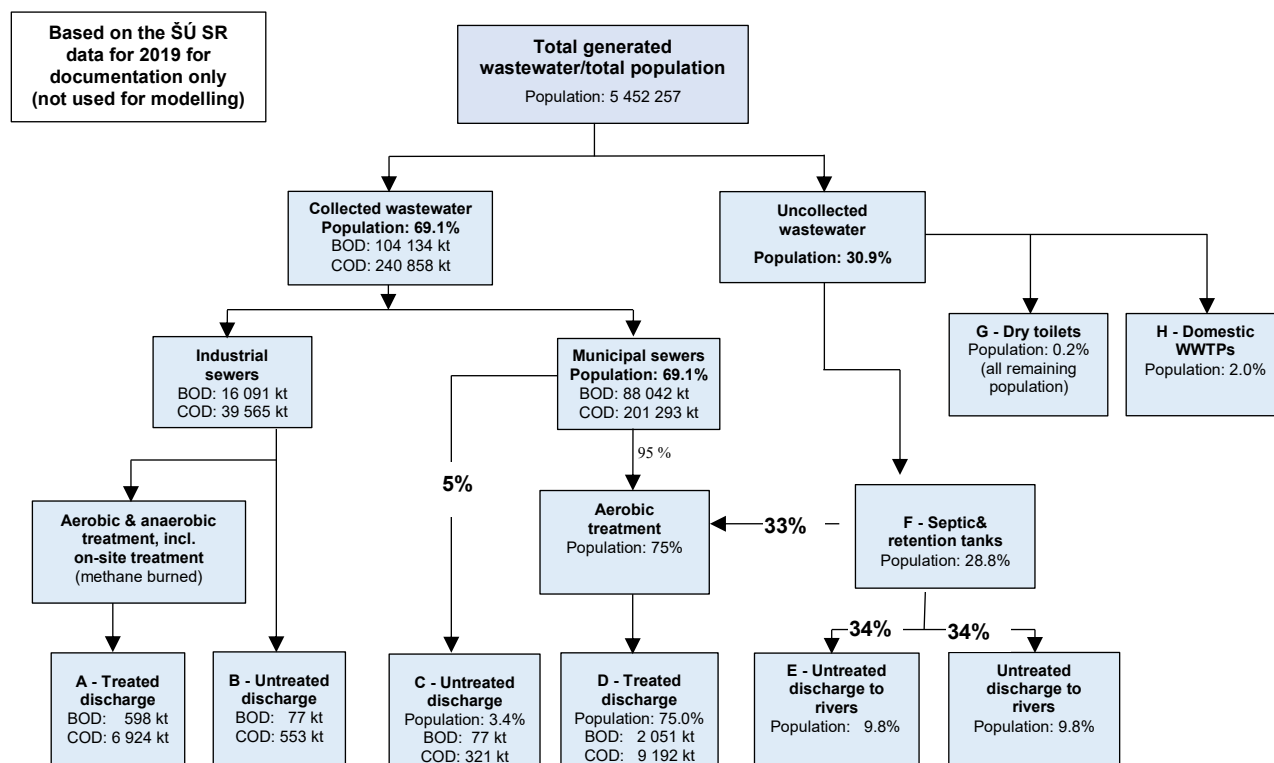 Based on the ŠÚ SR
data for 2019 for
documentation only
(not used for modelling)
Total generated
wastewater/total population
Population: 5 452 257
Collected wastewater
Population: 69.1%
BOD: 104 134 kt
COD: 240 858 kt
Uncollected
wastewater
Population: 30.9%
Industrial
sewers
BOD: 16 091 kt
COD: 39 565 kt
Municipal sewers
Population: 69.1%
BOD: 88 042 kt
COD: 201 293 kt
G - Dry toilets
Population: 0.2%
(all remaining
population)
H - Domestic
WWTPs
Population: 2.0%
95 %
5%
Aerobic & anaerobic
treatment, incl.
on-site treatment
(methane burned)
Aerobic
treatment
Population: 75%
33%
F - Septic&
retention tanks
Population: 28.8%
34%
34%
A - Treated
discharge
BOD: 598 kt
COD: 6 924 kt
B - Untreated
discharge
BOD: 77 kt
COD: 553 kt
C - Untreated
discharge
Population: 3.4%
BOD: 77 kt
COD: 321 kt
D - Treated
discharge
Population: 75.0%
BOD: 2 051 kt
COD: 9 192 kt
E - Untreated
discharge to
rivers
Population: 9.8%
Untreated
discharge to
rivers
Population: 9.8%